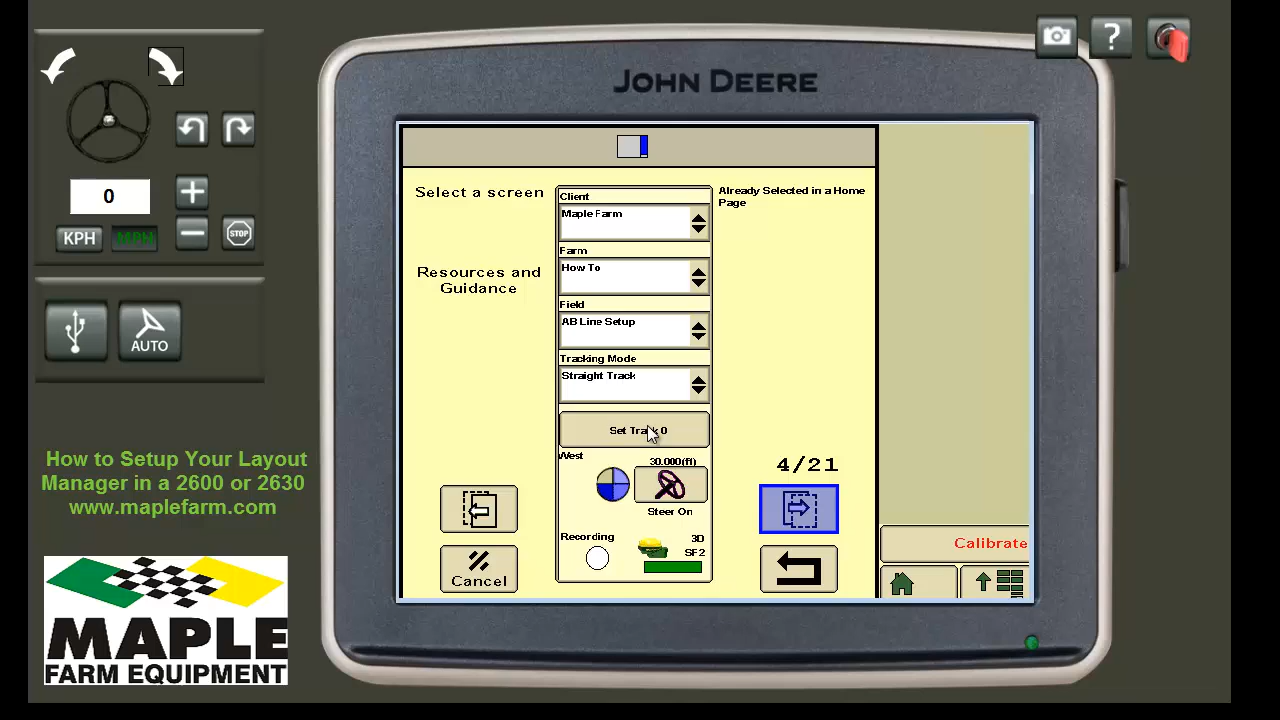 JOHN DEERE
?
0
KPH
MPH
STOP
AUTO
How to Setup Your Layout
Manager in a 2600 or 2630
www.maplefarm.com
MAPLE
FARM EQUIPMENT
Select a screen
Resources and
Guidance
Cancel
Client
Maple Farm
Farm
How To
Field
AB Line Setup
Tracking Mode
Straight Track
Set Track 0
West
30.000(ft)
Steer On
Recording
3D
SF2
Already Selected in a Home
Page
4/21
Calibrate